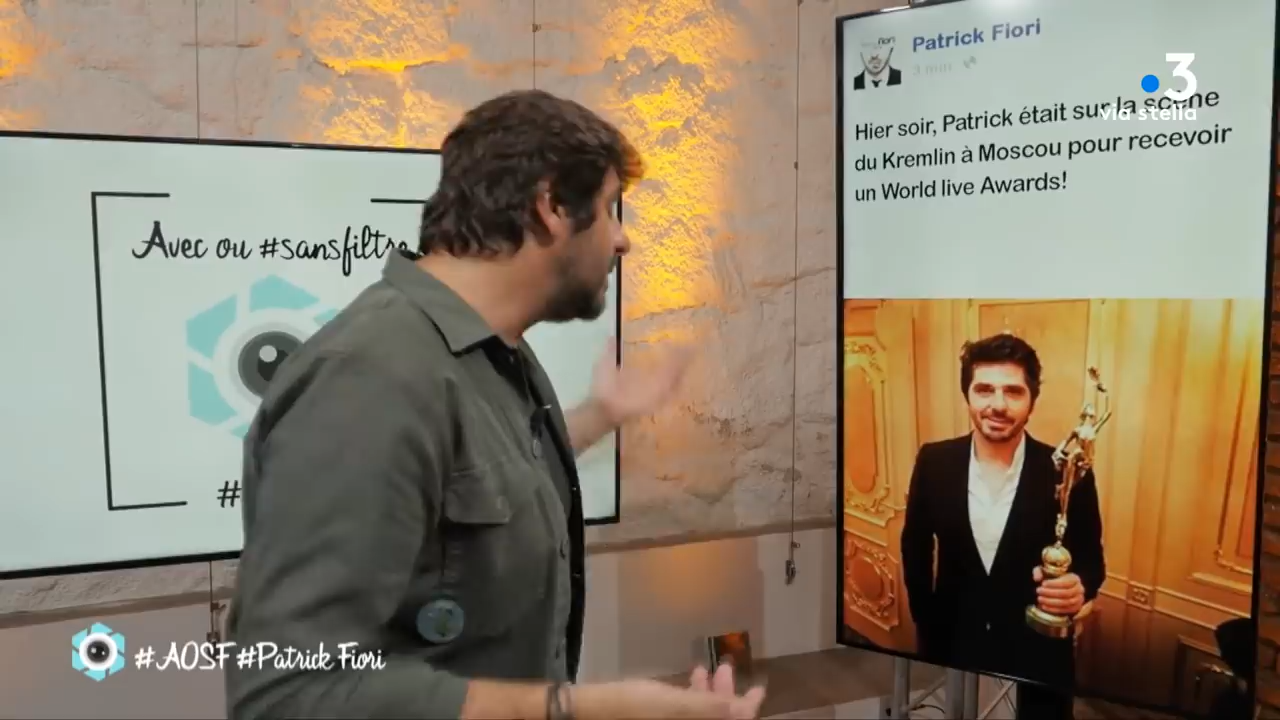 Patrick Fiori
3 min
3
via stella
Hier soir, Patrick était sur la scène
du Kremlin à Moscou pour recevoir
un World live Awards!
Avec ou #sansfiltre
#
#AOSF #Patrick Fiori